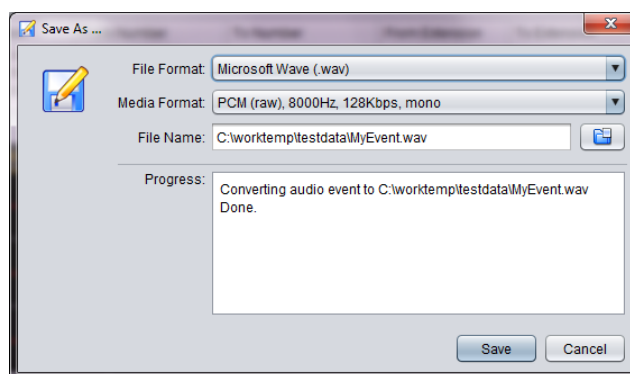 Save As ...
File Format: Microsoft Wave (.wav)
Media Format: PCM (raw), 8000Hz, 128Kbps, mono
File Name: C:\worktemp\testdata\MyEvent.wav
Progress:
Converting audio event to C:\worktemp\testdata\MyEvent.wav
Done.
Save Cancel